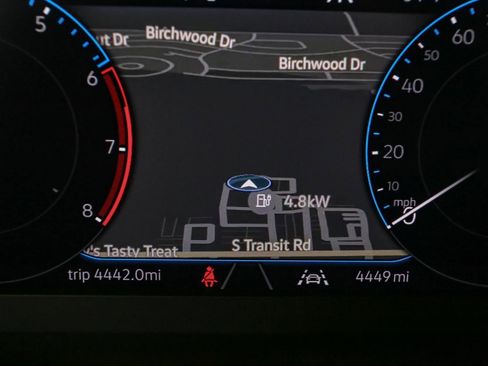 5
ut Dr
Birchwood Dr
60
Birchwood Dr
50
6
40
30
7
20
10
4.8kW
mph
8
0
S Transit Rd
y's Tasty Treat
trip 4442.0mi
4449 mi